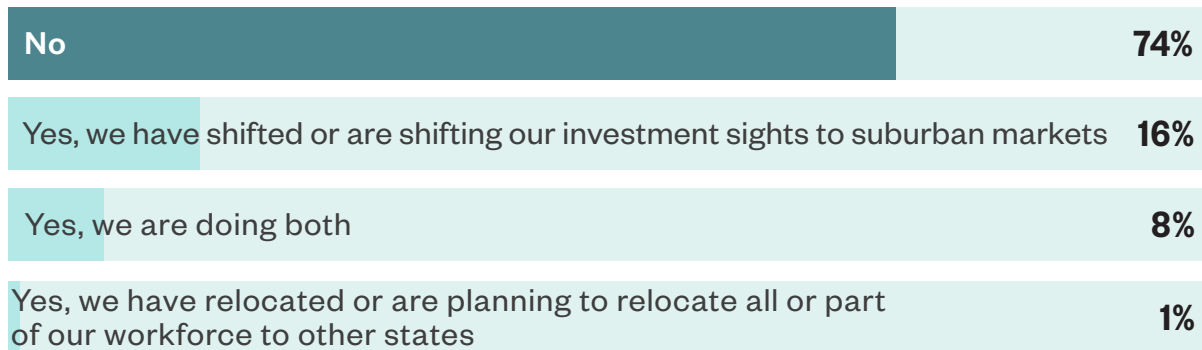 No 74%
Yes, we have shifted or are shifting our investment sights to suburban markets 16%
Yes, we are doing both 8%
Yes, we have relocated or are planning to relocate all or part
of our workforce to other states 1%